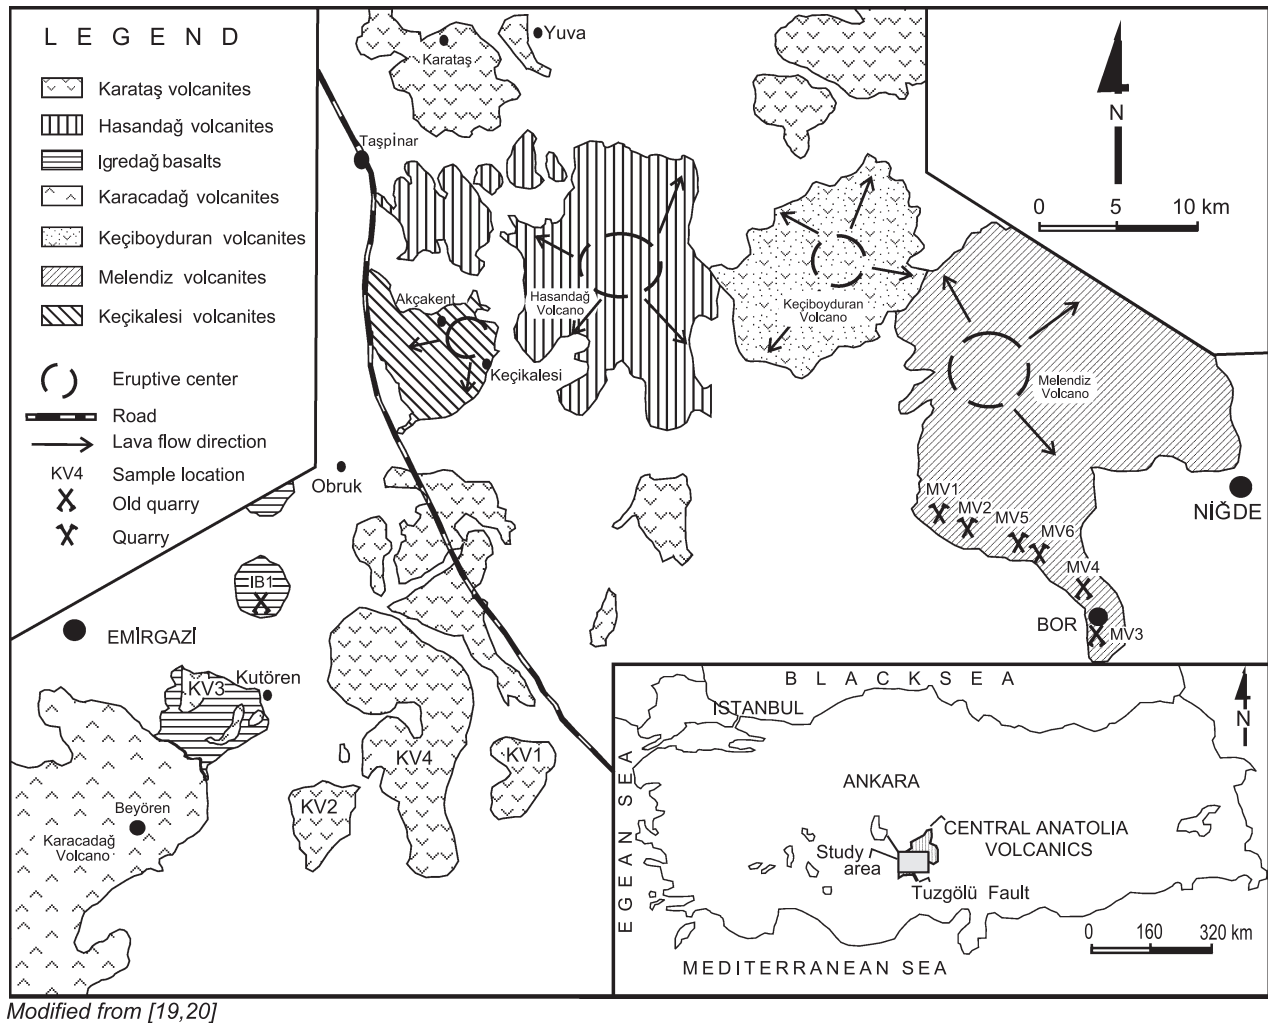 L E G E N D
Karataş volcanites
Hasandağ volcanites
Igredağ basalts
Karacadağ volcanites
Keçiboyduran volcanites
Melendiz volcanites
Keçikalesi volcanites
Eruptive center
Road
Lava flow direction
KV4 Sample location
Old quarry
Quarry
Yuva
Karataş
Taşpinar
N
0 5 10 km
Akçakent
Hasandağ
Volcano
Keçiboyduran
Volcano
Keçikalesi
Melendiz
Volcano
Obruk
MV1
MV2
MV5
MV6
MV4
NİĞDE
BOR
MV3
IB1
EMİRGAZİ
Kutören
KV3
KV4
KV1
KV2
Beyören
Karacadağ
Volcano
B L A C K S E A
ISTANBUL
N
EGEAN SEA
ANKARA
CENTRAL ANATOLIA
VOLCANICS
Study
area
Tuzgölü Fault
0 160 320 km
MEDITERRANEAN SEA
Modified from [19,20]